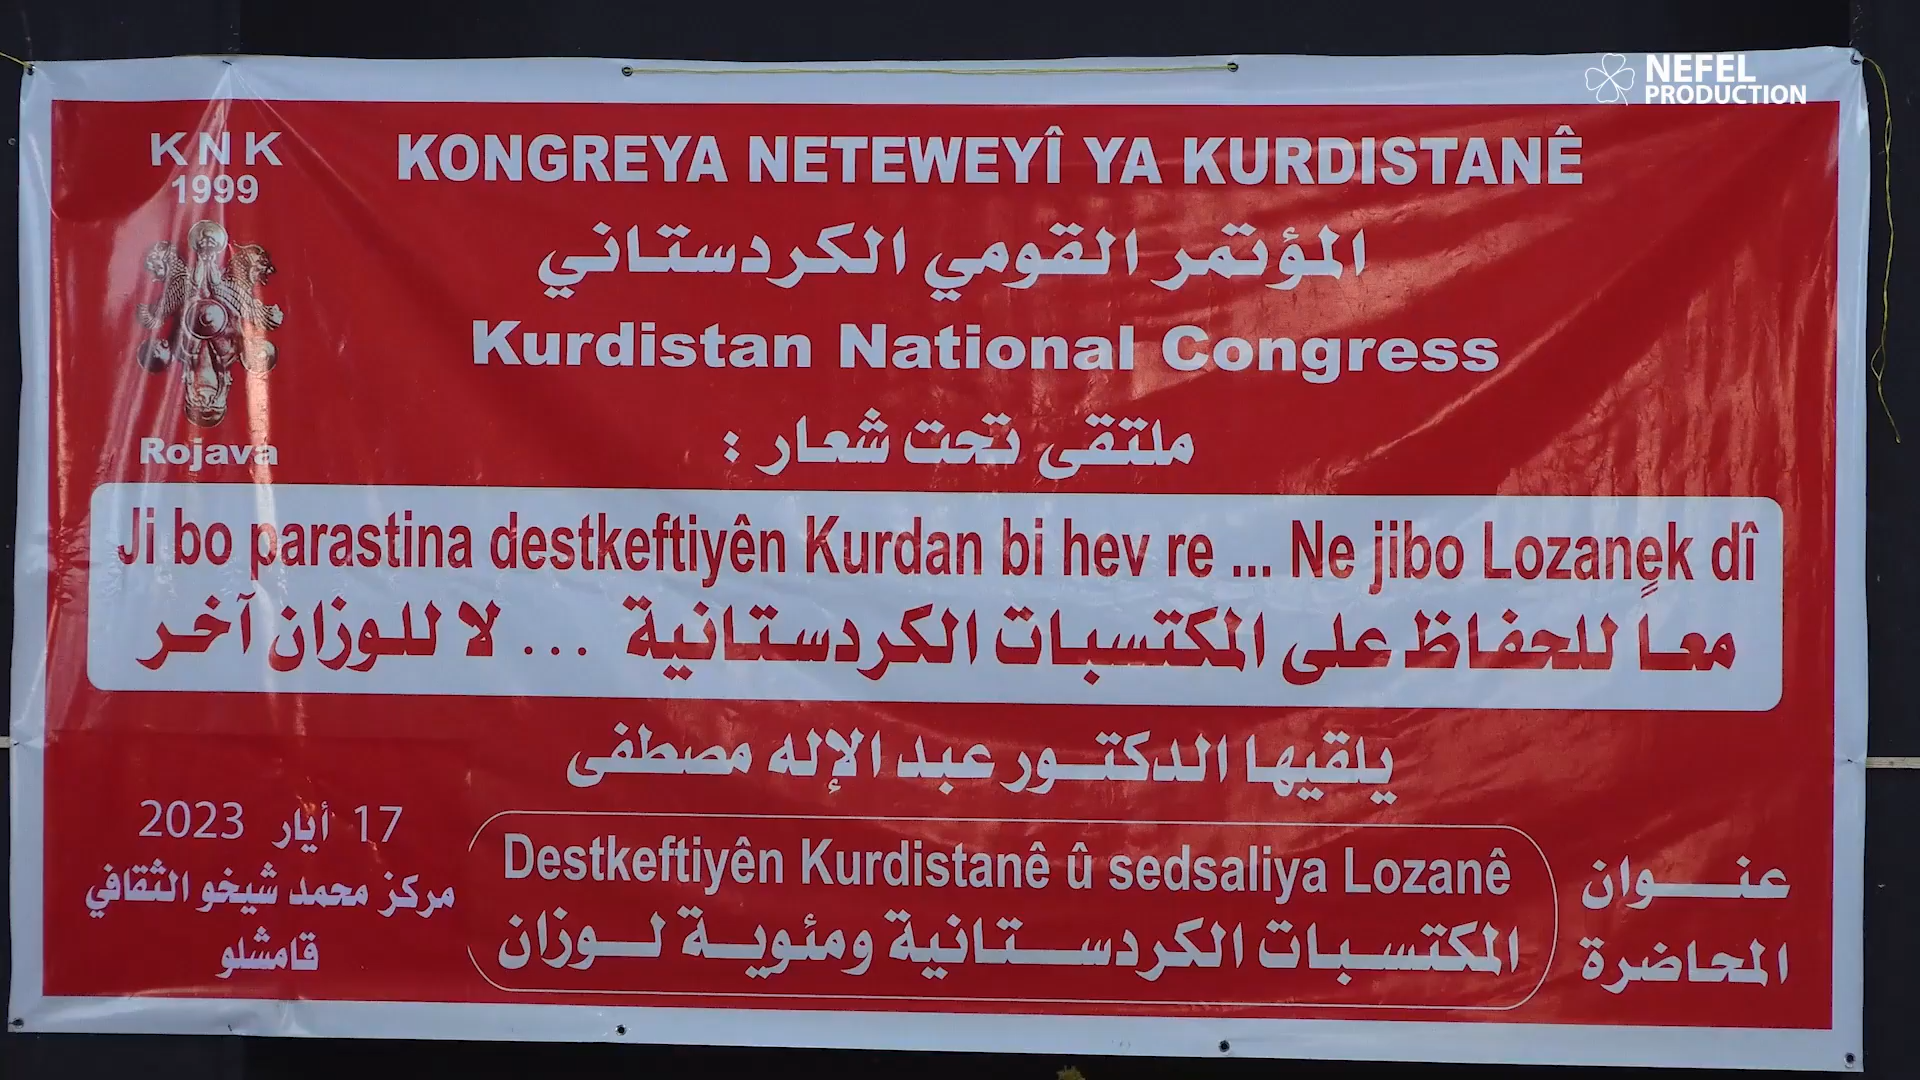 NEFEL
PRODUCTION
KNK
1999
Rojava
KONGREYA NETEWEYÎ YA KURDISTANÊ
المؤتمر القومي الكردستاني
Kurdistan National Congress
ملتقى تحت شعار :
Ji bo parastina destkeftiyên Kurdan bi hev re ... Ne jibo Lozanek dî
معاً للحفاظ على المكتسبات الكردستانية ... لا للوزان آخر
يلقيها الدكتور عبد الإله مصطفى
عنوان
المحاضرة
Destkeftiyên Kurdistanê û sedsaliya Lozanê
المكتسبات الكردستانية ومئوية لوزان
17 أيار 2023
مركز محمد شيخو الثقافي
قامشلو